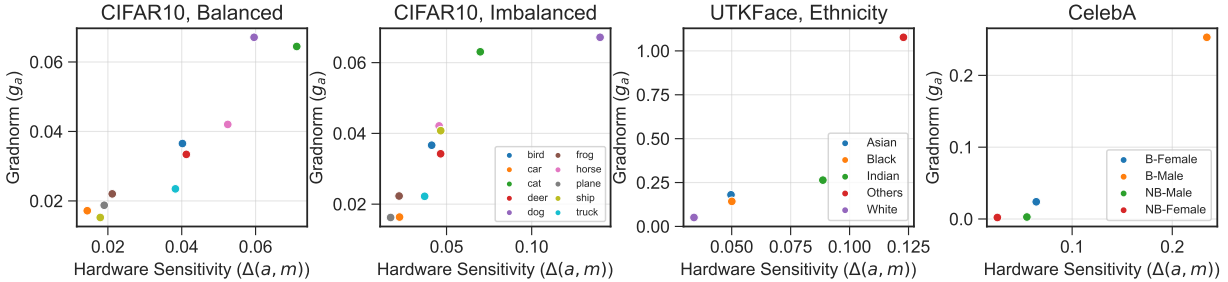 CIFAR10, Balanced
Gradnorm (g_a)
0.06
0.04
0.02
0.02 0.04 0.06
Hardware Sensitivity (Δ(a, m))
CIFAR10, Imbalanced
Gradnorm (g_a)
0.06
0.04
0.02
0.05 0.10
Hardware Sensitivity (Δ(a, m))
bird frog
car horse
cat plane
deer ship
dog truck
UTKFace, Ethnicity
Gradnorm (g_a)
1.00
0.75
0.50
0.25
0.00
0.050 0.075 0.100 0.125
Hardware Sensitivity (Δ(a, m))
Asian
Black
Indian
Others
White
CelebA
Gradnorm (g_a)
0.2
0.1
0.0
0.1 0.2
Hardware Sensitivity (Δ(a, m))
B-Female
B-Male
NB-Male
NB-Female